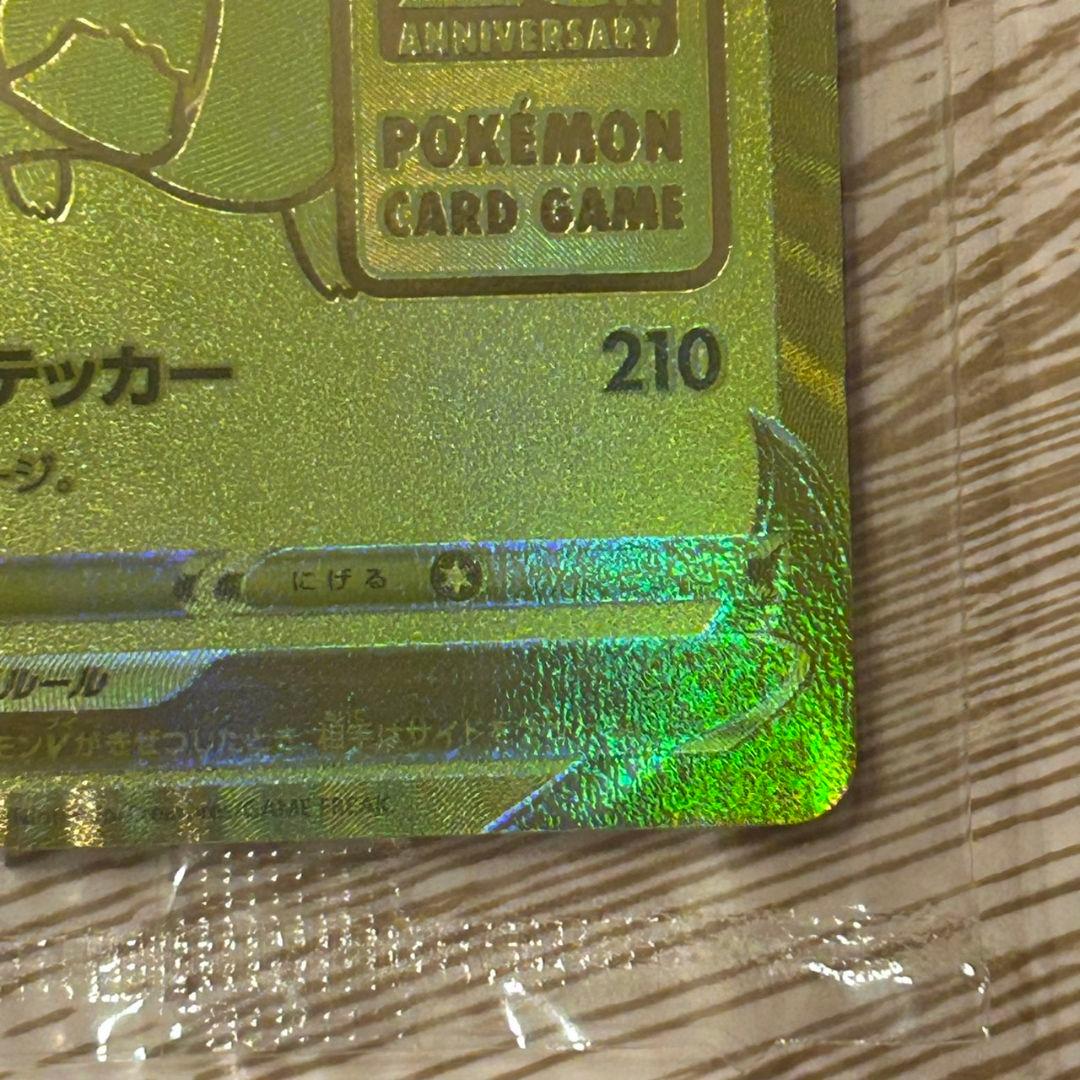 ANNIVERSARY
POKÉMON
CARD GAME
テッカー 210
ージ。
にげる
ルール
モンVがきぜつしたとき、相手はサイドを
GAME FREAK